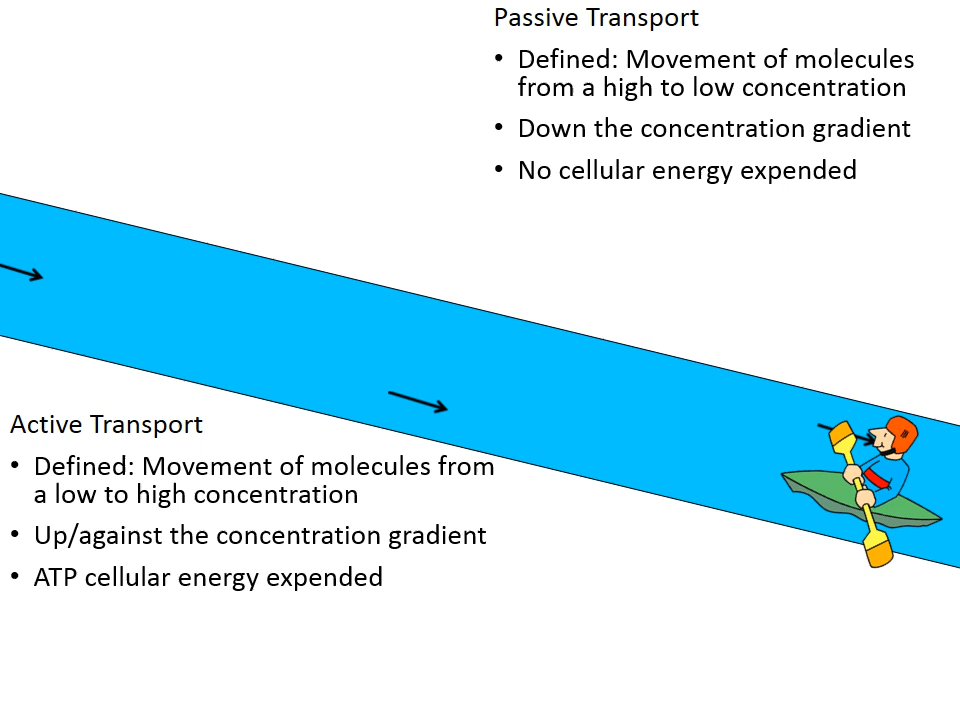 Passive Transport
• Defined: Movement of molecules
from a high to low concentration
• Down the concentration gradient
• No cellular energy expended
Active Transport
• Defined: Movement of molecules from
a low to high concentration
• Up/against the concentration gradient
• ATP cellular energy expended